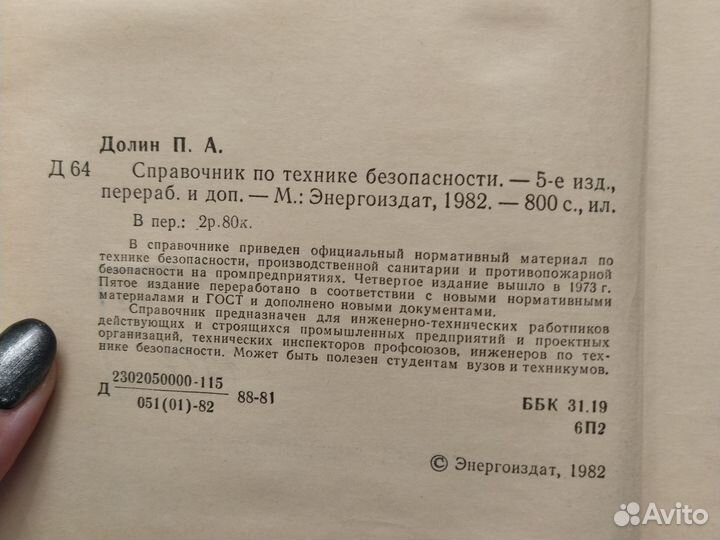 Долин П. А.
Д 64 Справочник по технике безопасности. — 5-е изд.,
перераб. и доп. — М.: Энергоиздат, 1982. — 800 с., ил.
В пер.: 2р.80к.
В справочнике приведен официальный нормативный материал по
технике безопасности, производственной санитарии и противопожарной
безопасности на промпредприятиях. Четвертое издание вышло в 1973 г.
Пятое издание переработано в соответствии с новыми нормативными
материалами и ГОСТ и дополнено новыми документами.
Справочник предназначен для инженерно-технических работников
действующих и строящихся промышленных предприятий и проектных
организаций, технических инспекторов профсоюзов, инженеров по тех-
нике безопасности. Может быть полезен студентам вузов и техникумов.
Д 2302050000-115
051(01)-82 88-81
ББК 31.19
6П2
© Энергоиздат, 1982
Avito